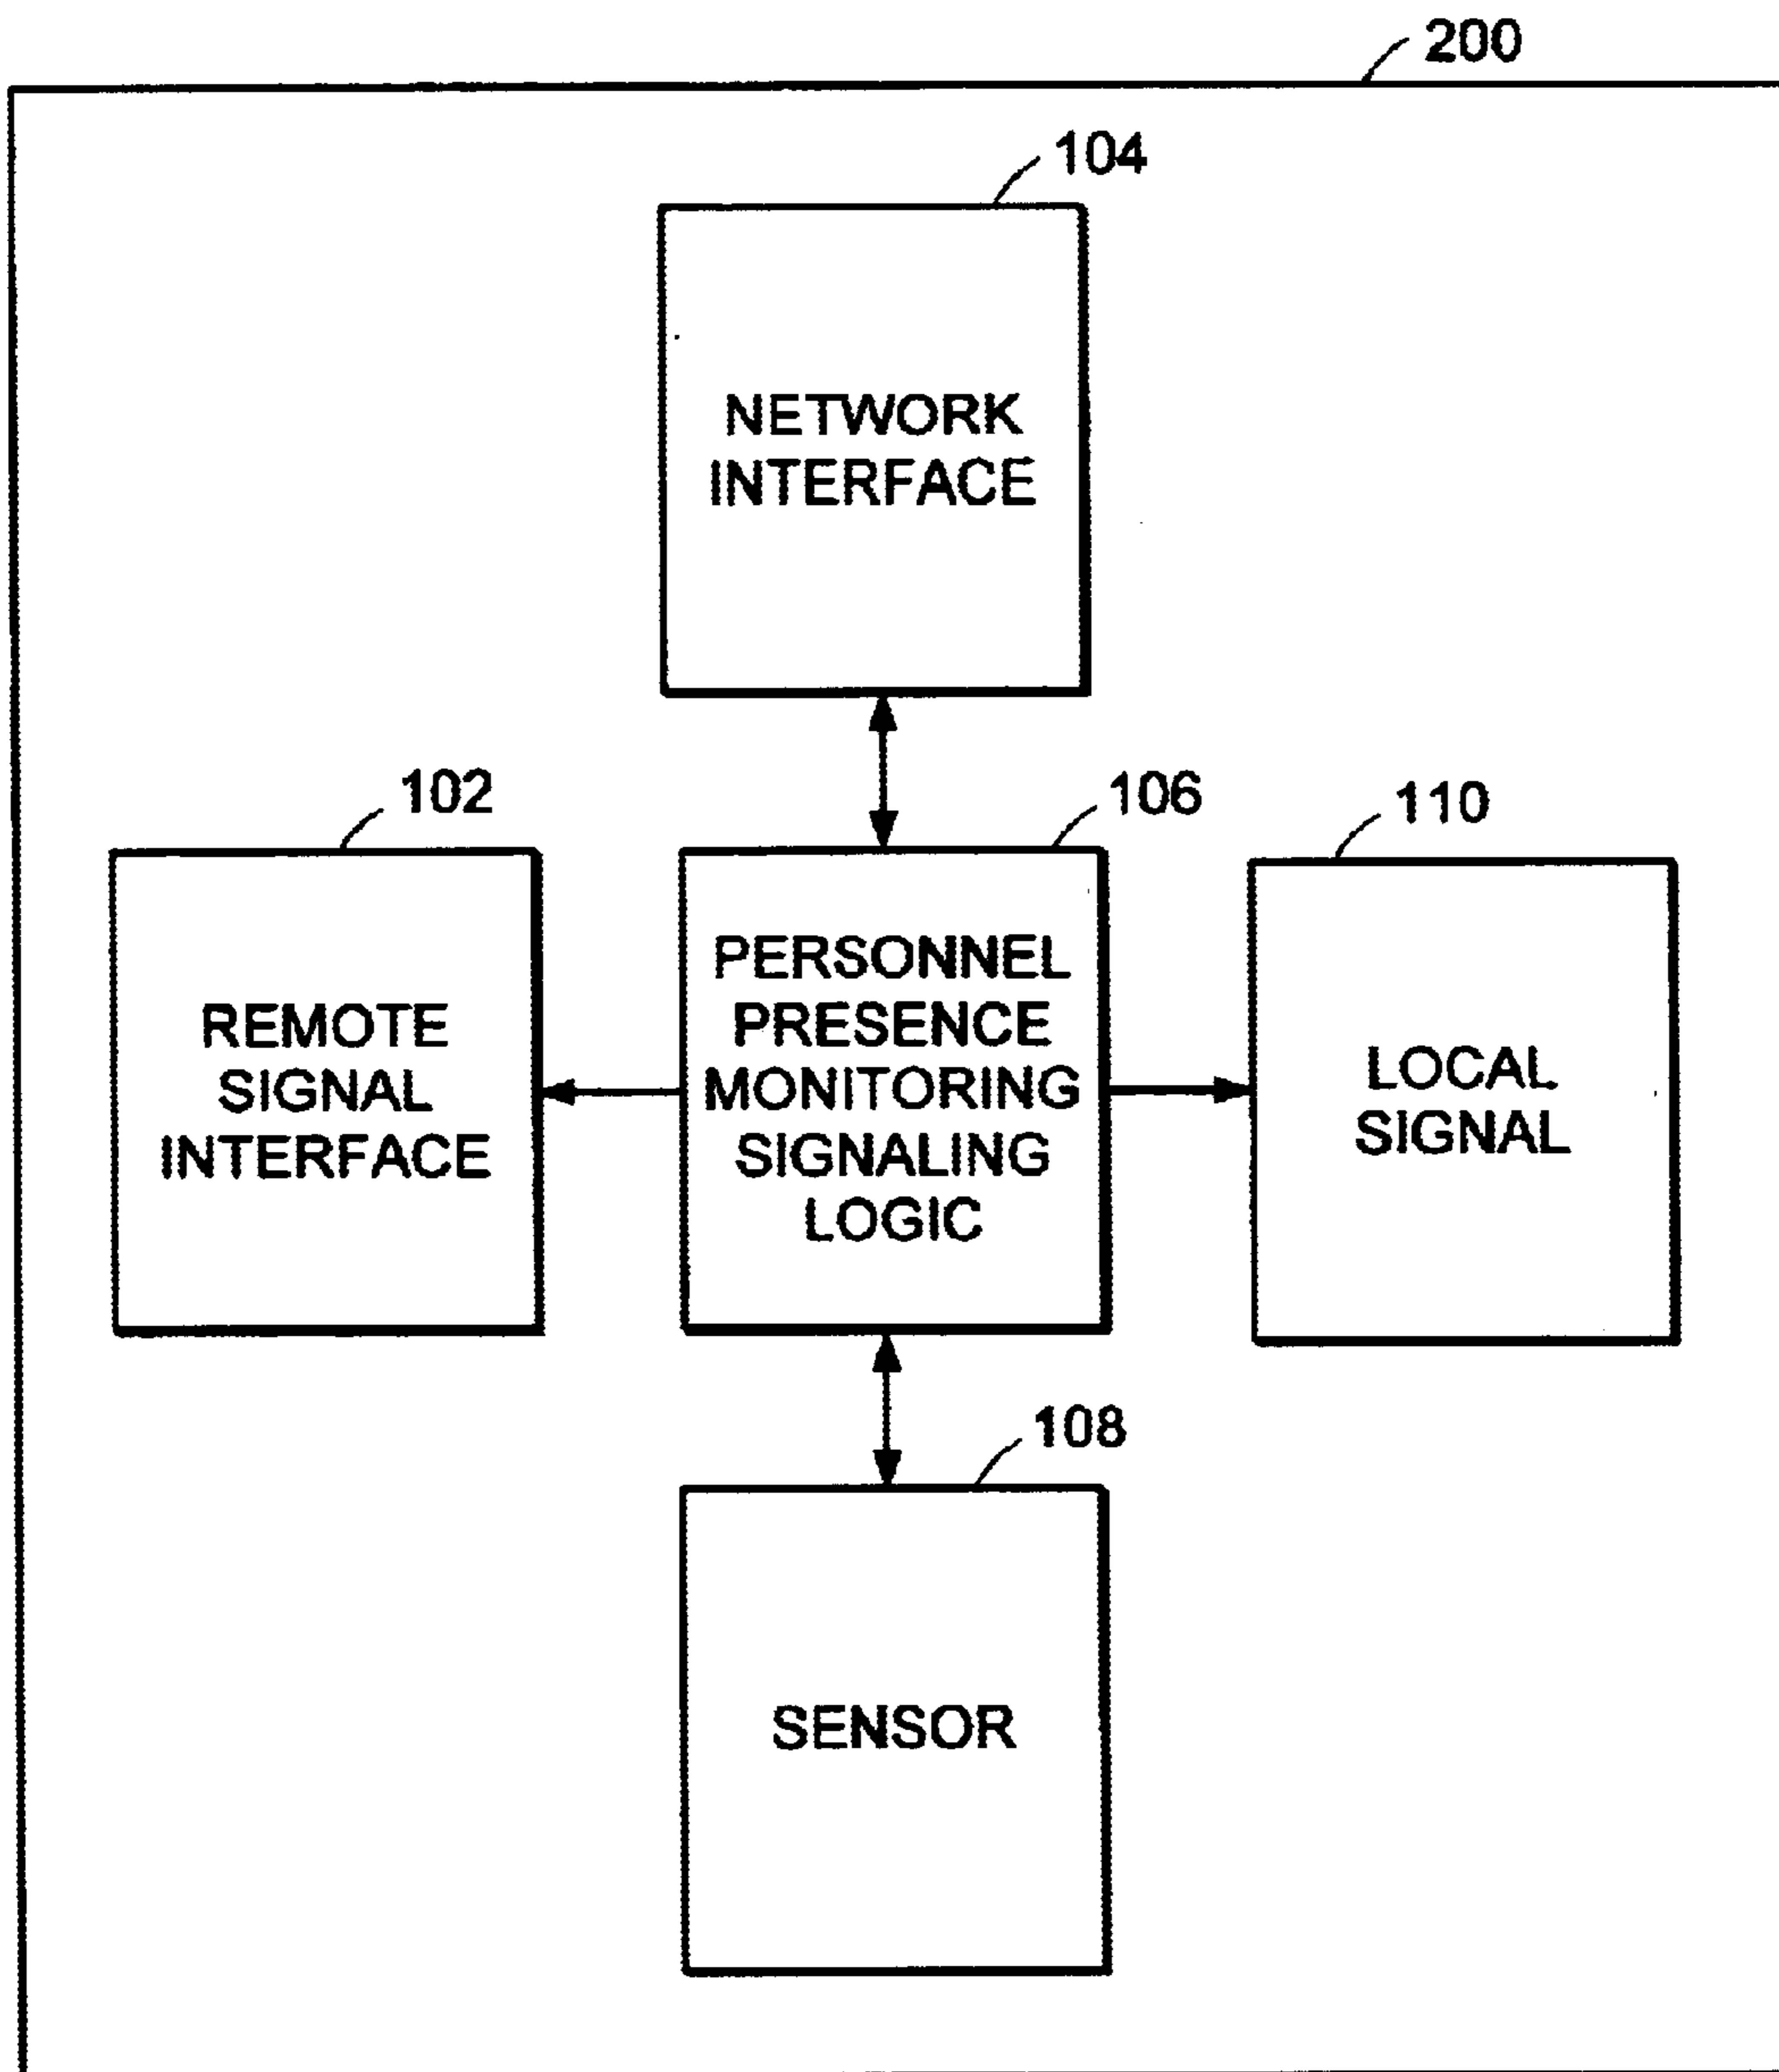 200
104
NETWORK
INTERFACE
102
106
110
REMOTE
SIGNAL
INTERFACE
PERSONNEL
PRESENCE
MONITORING
SIGNALING
LOGIC
LOCAL
SIGNAL
108
SENSOR